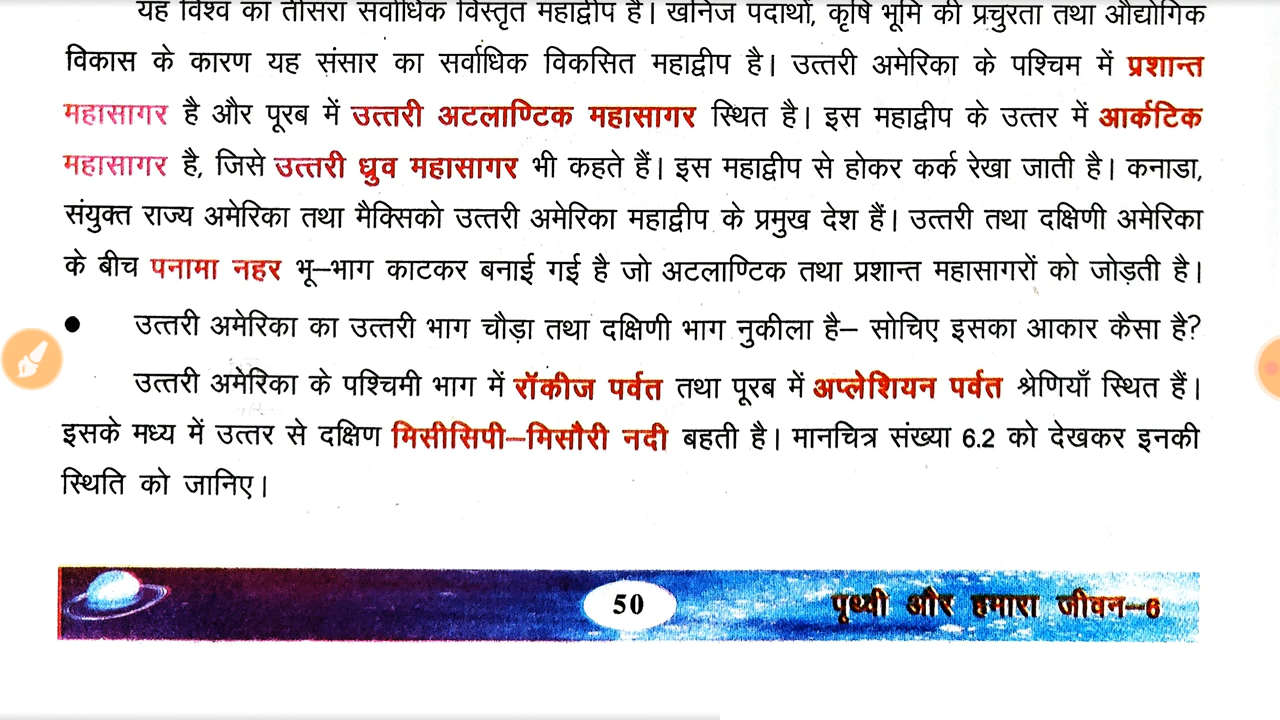 यह विश्व का तीसरा सर्वाधिक विस्तृत महाद्वीप है। खनिज पदार्थों, कृषि भूमि की प्रचुरता तथा औद्योगिक
विकास के कारण यह संसार का सर्वाधिक विकसित महाद्वीप है। उत्तरी अमेरिका के पश्चिम में प्रशान्त
महासागर है और पूरब में उत्तरी अटलाण्टिक महासागर स्थित है। इस महाद्वीप के उत्तर में आर्कटिक
महासागर है, जिसे उत्तरी ध्रुव महासागर भी कहते हैं। इस महाद्वीप से होकर कर्क रेखा जाती है। कनाडा,
संयुक्त राज्य अमेरिका तथा मैक्सिको उत्तरी अमेरिका महाद्वीप के प्रमुख देश हैं। उत्तरी तथा दक्षिणी अमेरिका
के बीच पनामा नहर भू–भाग काटकर बनाई गई है जो अटलाण्टिक तथा प्रशान्त महासागरों को जोड़ती है।
● उत्तरी अमेरिका का उत्तरी भाग चौड़ा तथा दक्षिणी भाग नुकीला है– सोचिए इसका आकार कैसा है?
उत्तरी अमेरिका के पश्चिमी भाग में रॉकीज पर्वत तथा पूरब में अप्लेशियन पर्वत श्रेणियाँ स्थित हैं।
इसके मध्य में उत्तर से दक्षिण मिसीसिपी–मिसौरी नदी बहती है। मानचित्र संख्या 6.2 को देखकर इनकी
स्थिति को जानिए।
50 पृथ्वी और हमारा जीवन–6